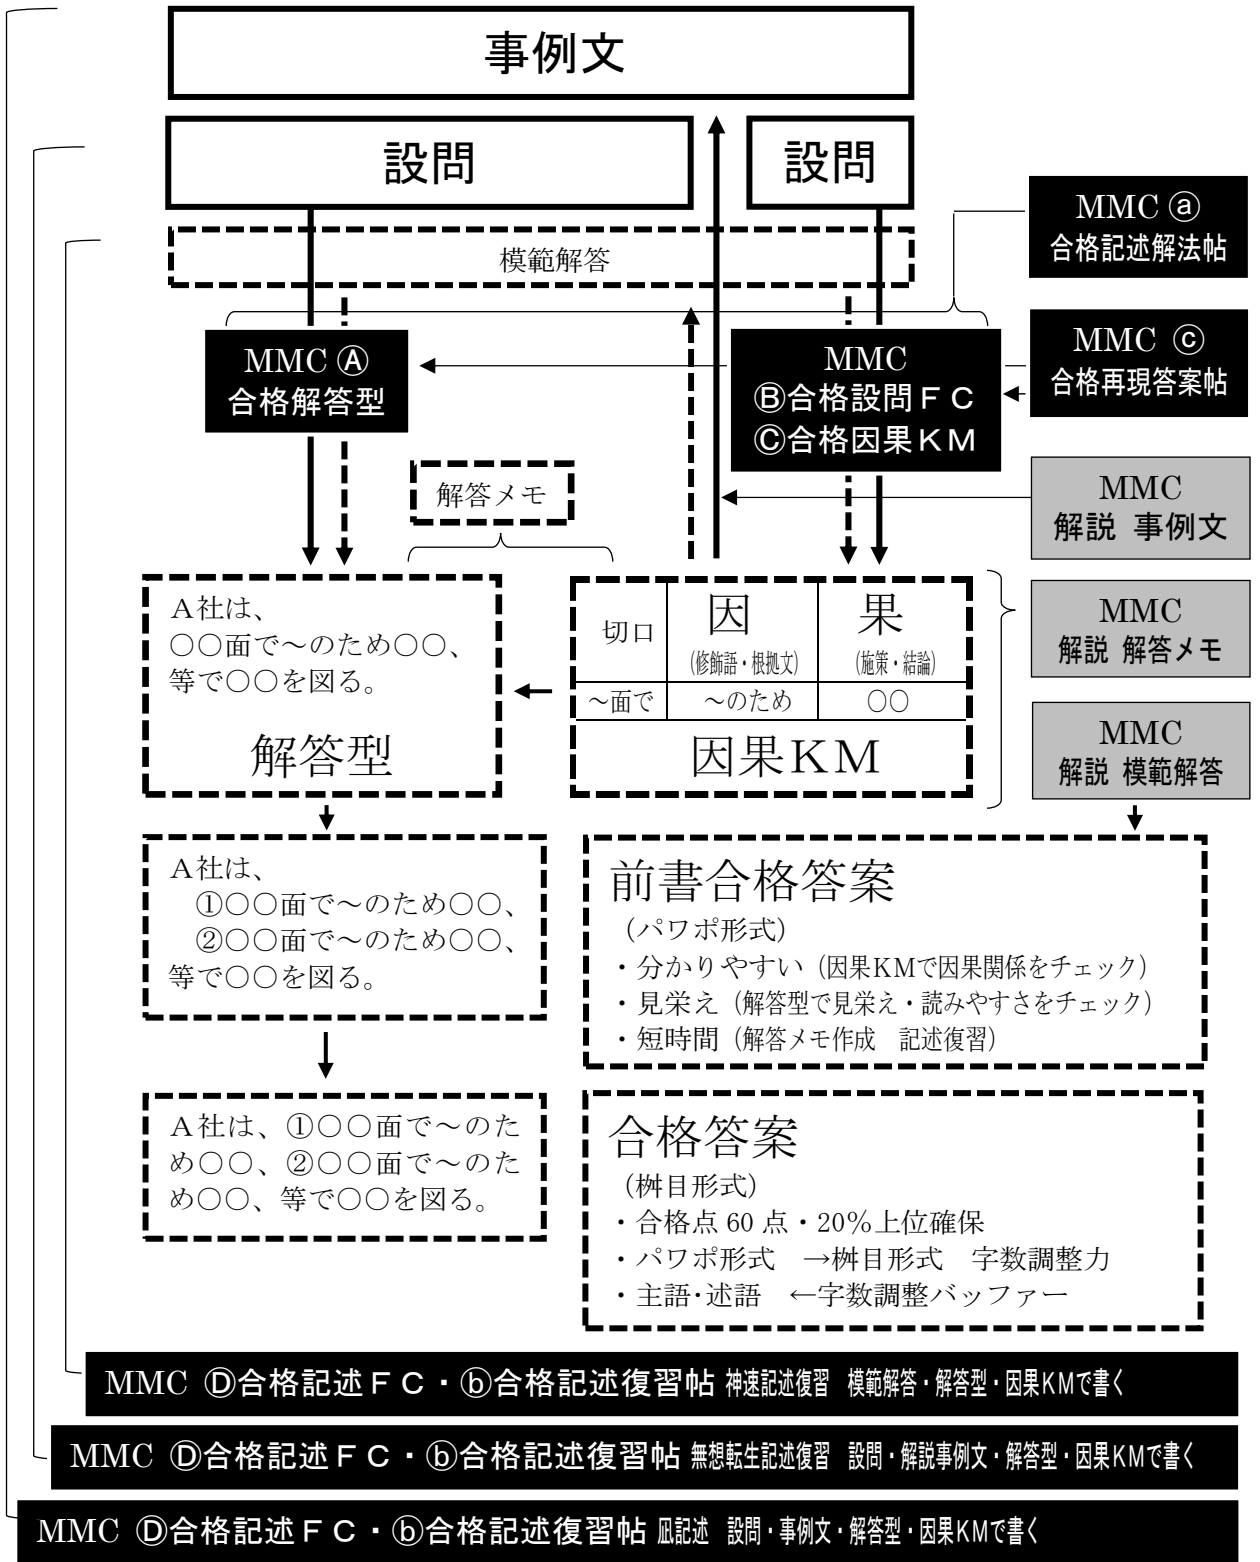 事例文
設問
設問
模範解答
MMC ⓐ
合格記述解法帖
MMC Ⓐ
合格解答型
MMC
Ⓑ合格設問ＦＣ
Ⓒ合格因果ＫＭ
MMC ⓒ
合格再現答案帖
解答メモ
MMC
解説 事例文
A社は、
○○面で～のため○○、
等で○○を図る。
解答型
切口
因
(修飾語・根拠文)
果
(施策・結論)
～面で
～のため
○○
因果KM
MMC
解説 解答メモ
MMC
解説 模範解答
A社は、
①○○面で～のため○○、
②○○面で～のため○○、
等で○○を図る。
前書合格答案
（パワポ形式）
・分かりやすい（因果KMで因果関係をチェック）
・見栄え（解答型で見栄え・読みやすさをチェック）
・短時間（解答メモ作成　記述復習）
A社は、①○○面で～のた
め○○、②○○面で～のた
め○○、等で○○を図る。
合格答案
（桝目形式）
・合格点 60 点・20％上位確保
・パワポ形式　→桝目形式　字数調整力
・主語・述語　←字数調整バッファー
MMC Ⓓ合格記述ＦＣ・ⓑ合格記述復習帖 神速記述復習　模範解答・解答型・因果KMで書く
MMC Ⓓ合格記述ＦＣ・ⓑ合格記述復習帖 無想転生記述復習　設問・解説事例文・解答型・因果KMで書く
MMC Ⓓ合格記述ＦＣ・ⓑ合格記述復習帖 凪記述　設問・事例文・解答型・因果KMで書く